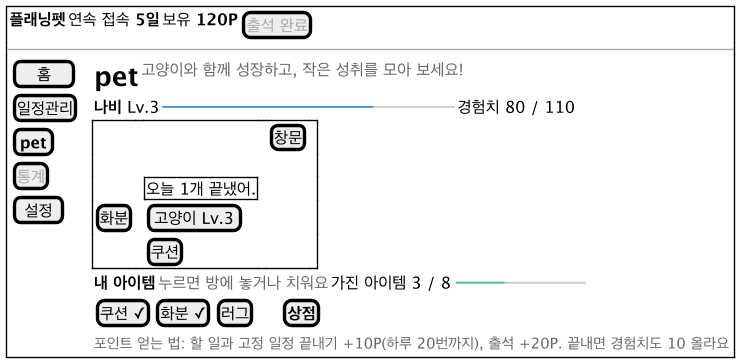 플래닝펫 연속 접속 5일 보유 120P 출석 완료
홈
일정관리
pet
통계
설정
pet 고양이와 함께 성장하고, 작은 성취를 모아 보세요!
나비 Lv.3 경험치 80 / 110
창문
오늘 1개 끝냈어.
화분 고양이 Lv.3
쿠션
내 아이템 누르면 방에 놓거나 치워요 가진 아이템 3 / 8
쿠션 ✓ 화분 ✓ 러그 상점
포인트 얻는 법: 할 일과 고정 일정 끝내기 +10P(하루 20번까지), 출석 +20P. 끝내면 경험치도 10 올라요